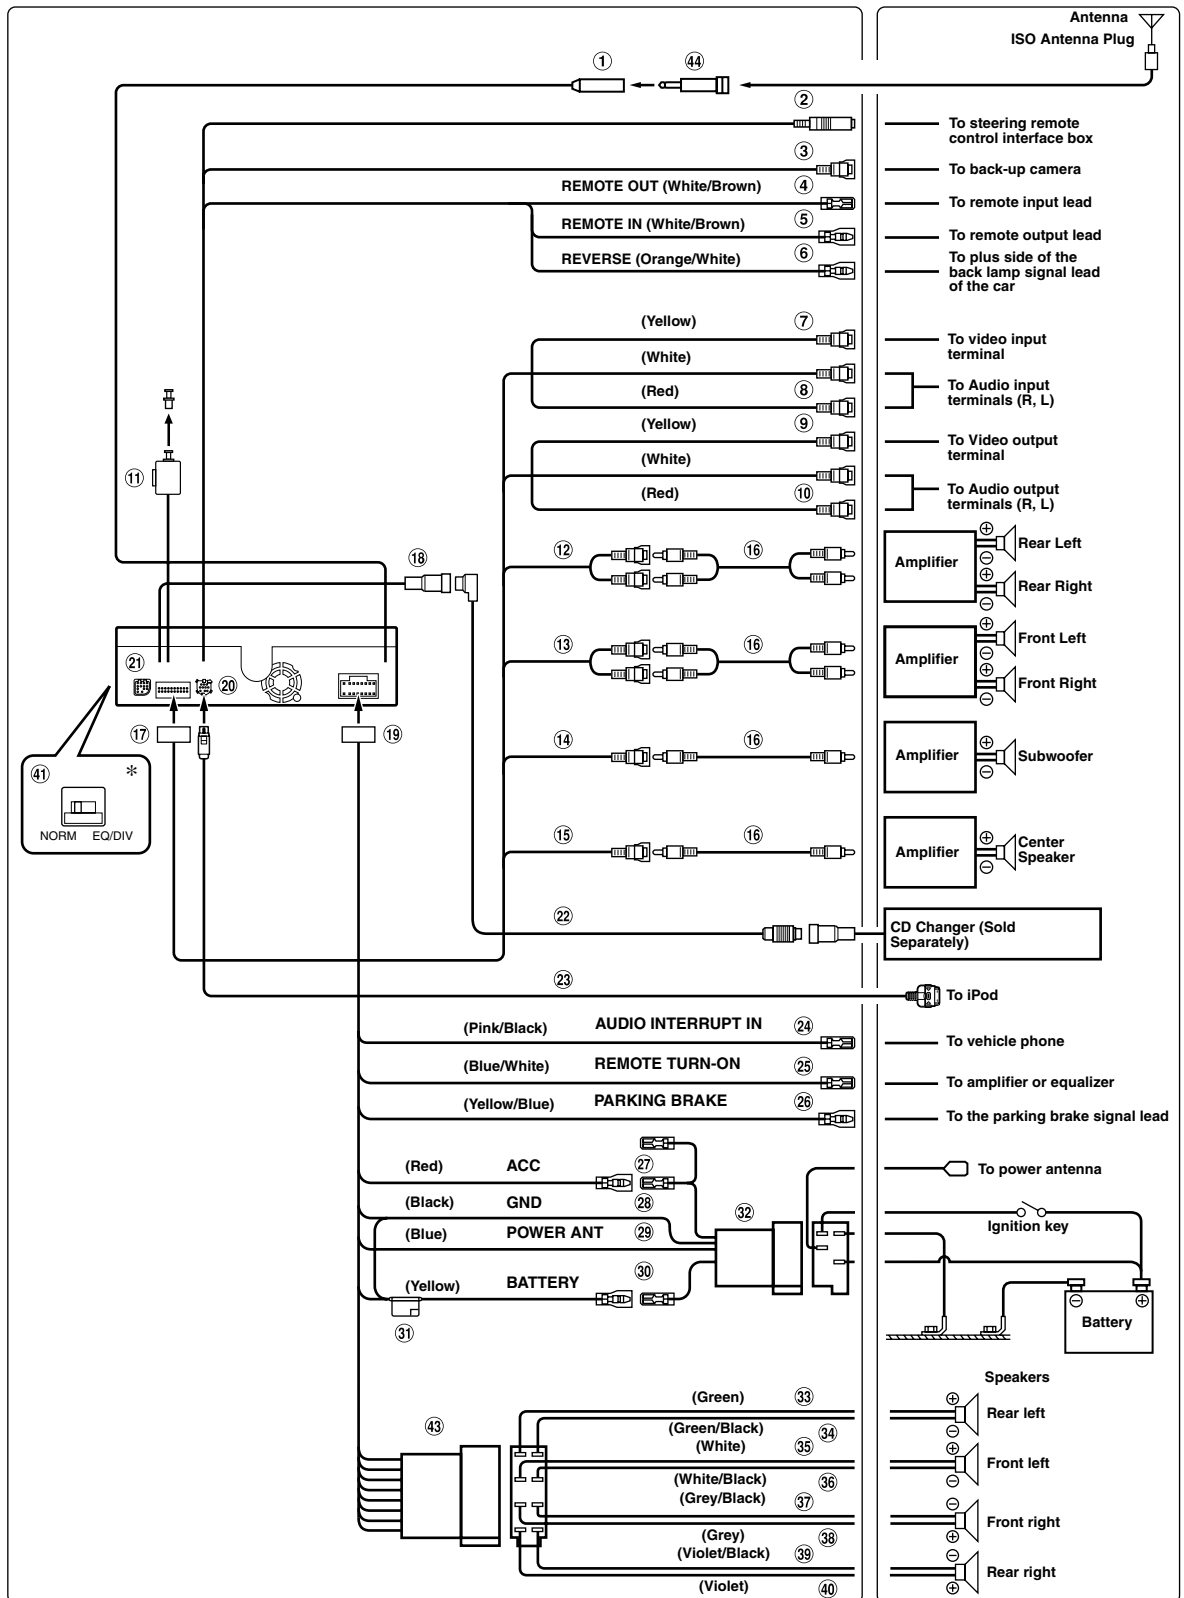 Antenna
ISO Antenna Plug
① ㊹
②
To steering remote
control interface box
③
To back-up camera
REMOTE OUT (White/Brown) ④
To remote input lead
REMOTE IN (White/Brown) ⑤
To remote output lead
REVERSE (Orange/White) ⑥
To plus side of the
back lamp signal lead
of the car
(Yellow) ⑦
To video input
terminal
(White)
(Red) ⑧
To Audio input
terminals (R, L)
(Yellow) ⑨
To Video output
terminal
(White)
(Red) ⑩
To Audio output
terminals (R, L)
⑪
⑫ ⑯
Amplifier
⊕
Rear Left
⊖
⊕
Rear Right
⊖
⑱
⑬ ⑯
Amplifier
⊕
Front Left
⊖
⊕
Front Right
⊖
㉑ ⑳
⑰ ⑲
⑭ ⑯
Amplifier
⊕
Subwoofer
⊖
㊶ *
NORM EQ/DIV
⑮ ⑯
Amplifier
⊕
Center
Speaker
⊖
㉒
CD Changer (Sold
Separately)
㉓
To iPod
(Pink/Black) AUDIO INTERRUPT IN ㉔
To vehicle phone
(Blue/White) REMOTE TURN-ON ㉕
To amplifier or equalizer
(Yellow/Blue) PARKING BRAKE ㉖
To the parking brake signal lead
(Red) ACC ㉗
To power antenna
(Black) GND ㉘
㉜
Ignition key
(Blue) POWER ANT ㉙
(Yellow) BATTERY ㉚
㉛
⊖ ⊕
Battery
Speakers
(Green) ㉝
⊕
Rear left
⊖
(Green/Black) ㉞
㊸
(White) ㉟
⊕
Front left
⊖
(White/Black) ㊱
(Grey/Black) ㊲
⊖
Front right
⊕
(Grey) ㊳
(Violet/Black) ㊴
⊖
Rear right
⊕
(Violet) ㊵